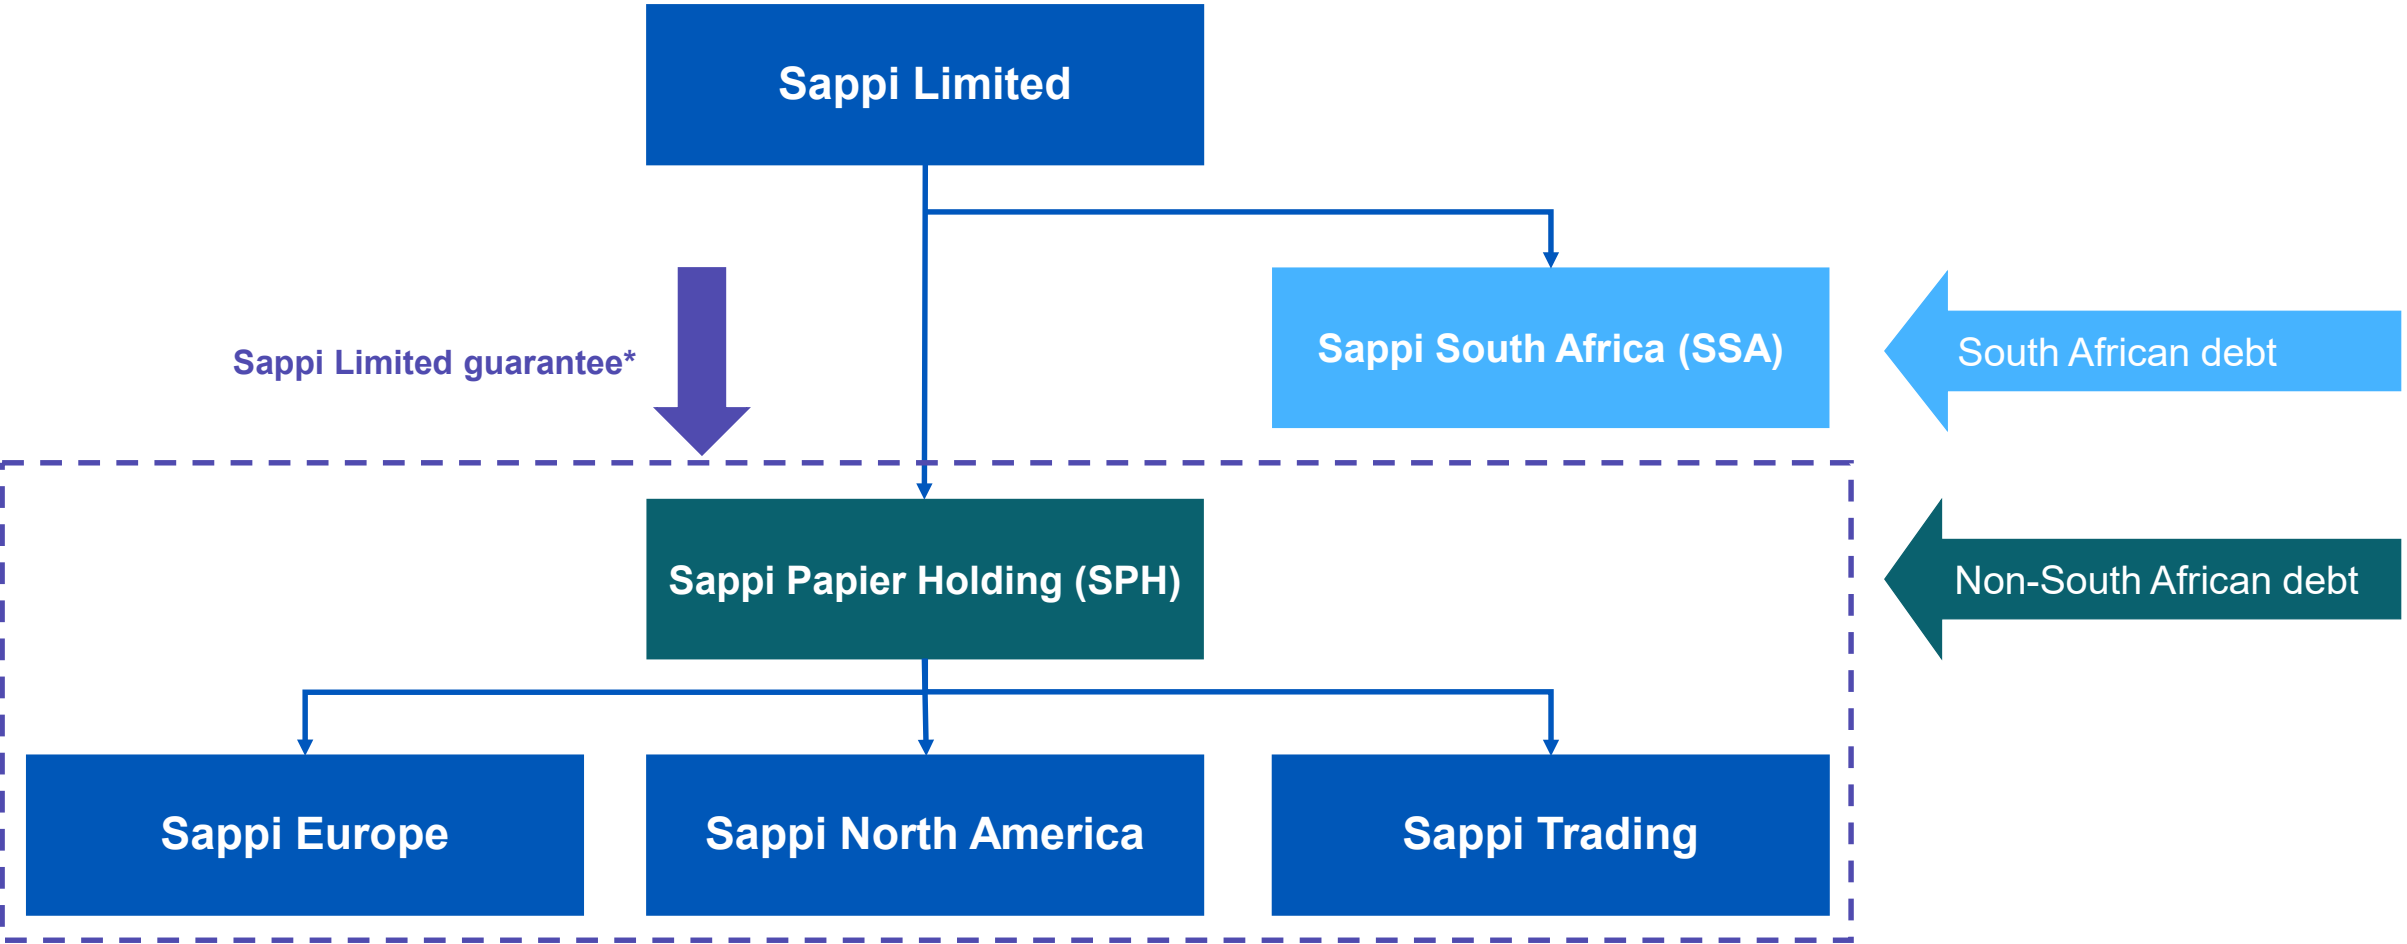 Sappi Limited
Sappi South Africa (SSA)
South African debt
Sappi Limited guarantee*
Sappi Papier Holding (SPH)
Non-South African debt
Sappi Europe
Sappi North America
Sappi Trading